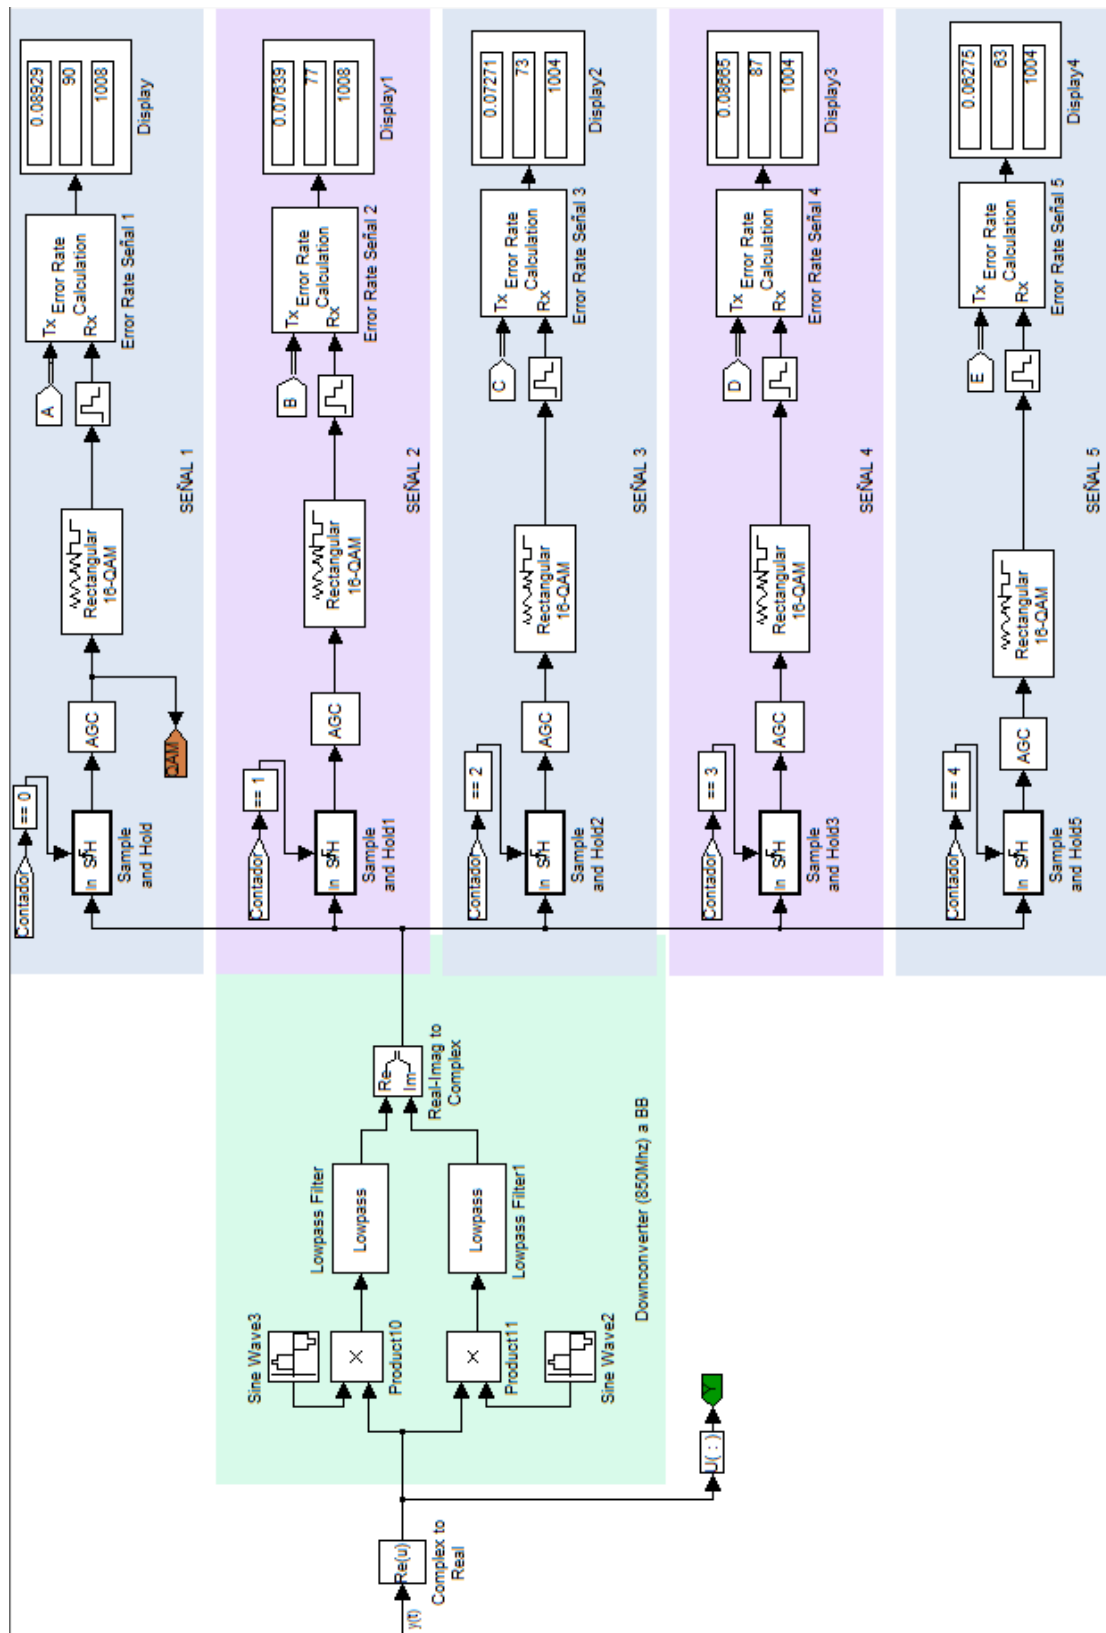 y(t)
Re(u)
Complex to
Real
U( : )
Y
Sine Wave3
×
Product10
Lowpass Filter
Lowpass
×
Product11
Sine Wave2
Lowpass
Lowpass Filter1
Re
Im
Real-Imag to
Complex
Downconverter (850Mhz) a BB
Contador
== 0
In S/H
Sample
and Hold
AGC
QAM
Rectangular
16-QAM
A
Tx
Rx
Error Rate
Calculation
Error Rate Señal 1
0.08929
90
1008
Display
SEÑAL 1
Contador
== 1
In S/H
Sample
and Hold1
AGC
Rectangular
16-QAM
B
Tx
Rx
Error Rate
Calculation
Error Rate Señal 2
0.07639
77
1008
Display1
SEÑAL 2
Contador
== 2
In S/H
Sample
and Hold2
AGC
Rectangular
16-QAM
C
Tx
Rx
Error Rate
Calculation
Error Rate Señal 3
0.07271
73
1004
Display2
SEÑAL 3
Contador
== 3
In S/H
Sample
and Hold3
AGC
Rectangular
16-QAM
D
Tx
Rx
Error Rate
Calculation
Error Rate Señal 4
0.08665
87
1004
Display3
SEÑAL 4
Contador
== 4
In S/H
Sample
and Hold5
AGC
Rectangular
16-QAM
E
Tx
Rx
Error Rate
Calculation
Error Rate Señal 5
0.06275
63
1004
Display4
SEÑAL 5